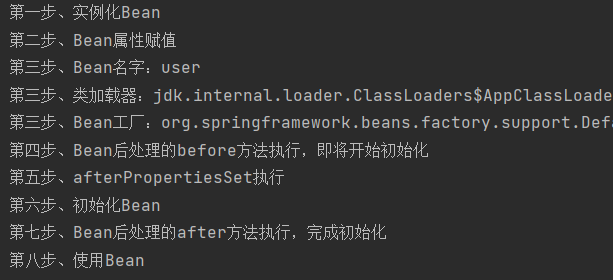 第一步、实例化Bean
第二步、Bean属性赋值
第三步、Bean名字：user
第三步、类加载器：jdk.internal.loader.ClassLoaders$AppClassLoade
第三步、Bean工厂：org.springframework.beans.factory.support.Def
第四步、Bean后处理的before方法执行，即将开始初始化
第五步、afterPropertiesSet执行
第六步、初始化Bean
第七步、Bean后处理的after方法执行，完成初始化
第八步、使用Bean